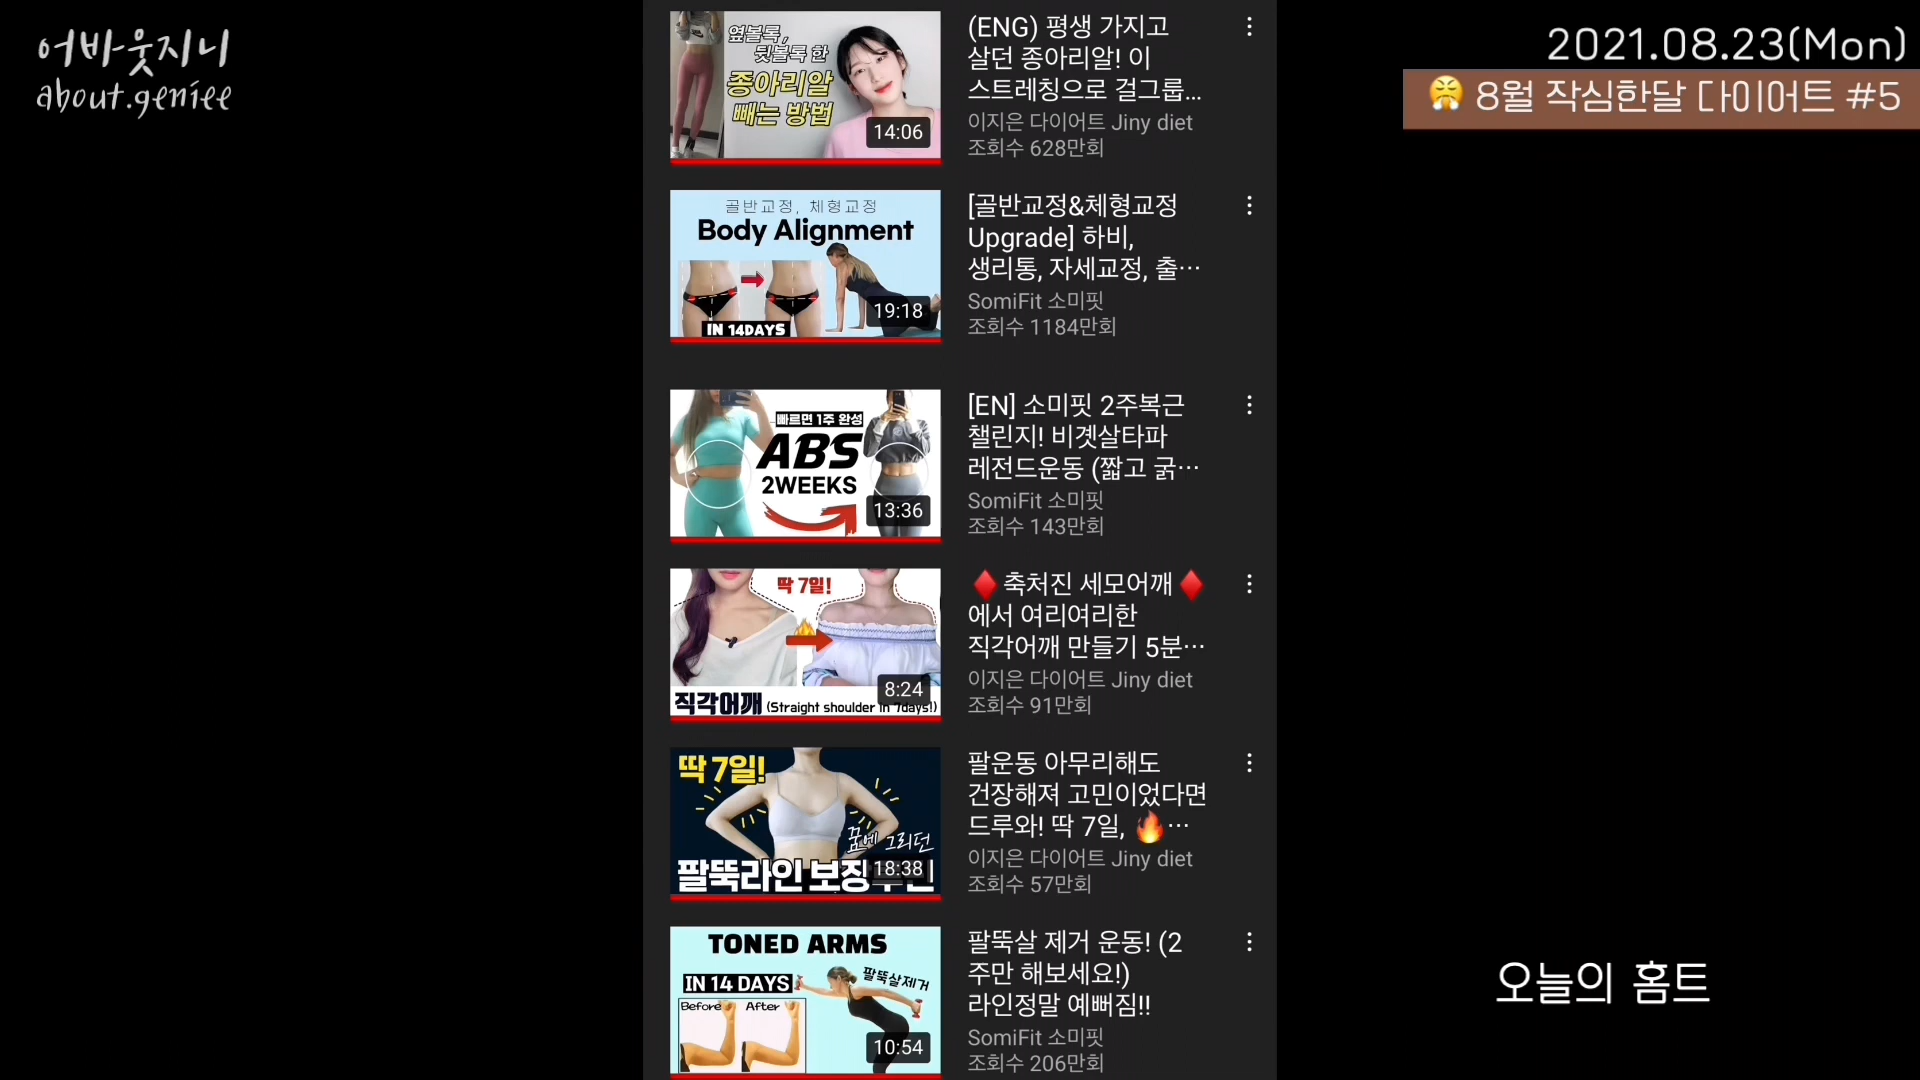 어바웃지니
about.geniee
2021.08.23(Mon)
8월 작심한달 다이어트 #5
옆볼록,
뒷볼록 한
종아리알
빼는 방법
14:06
(ENG) 평생 가지고
살던 종아리알! 이
스트레칭으로 걸그룹...
이지은 다이어트 Jiny diet
조회수 628만회
골반교정, 체형교정
Body Alignment
IN 14DAYS
19:18
[골반교정&체형교정
Upgrade] 하비,
생리통, 자세교정, 출…
SomiFit 소미핏
조회수 1184만회
빠르면 1주 완성
ABS
2WEEKS
13:36
[EN] 소미핏 2주복근
챌린지! 비곗살타파
레전드운동 (짧고 굵…
SomiFit 소미핏
조회수 143만회
딱 7일!
직각어깨 (Straight shoulder in 7days!)
8:24
♦축처진 세모어깨♦
에서 여리여리한
직각어깨 만들기 5분…
이지은 다이어트 Jiny diet
조회수 91만회
딱 7일!
꿈에 그리던
팔뚝라인 보장
18:38
팔운동 아무리해도
건장해져 고민이었다면
드루와! 딱 7일, 🔥…
이지은 다이어트 Jiny diet
조회수 57만회
TONED ARMS
IN 14 DAYS
팔뚝살제거
Before
After
10:54
팔뚝살 제거 운동! (2
주만 해보세요!)
라인정말 예뻐짐!!
SomiFit 소미핏
조회수 206만회
오늘의 홈트